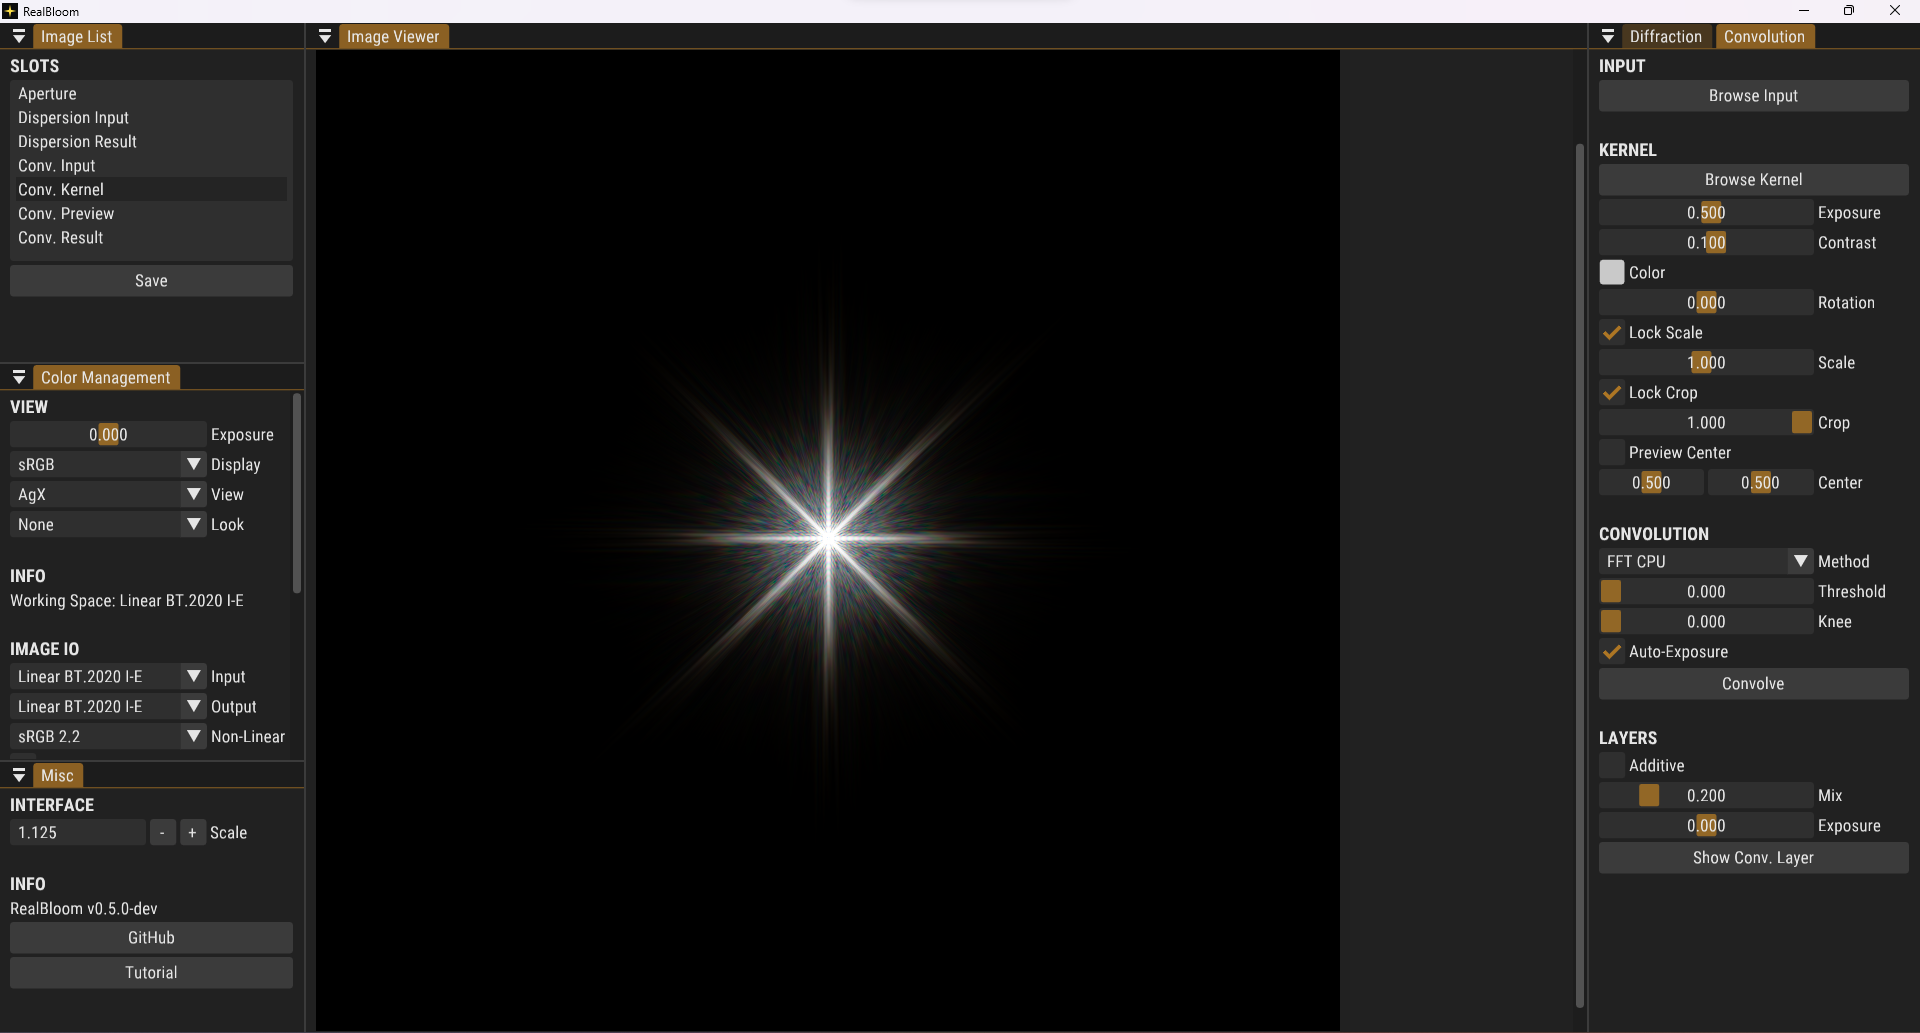 RealBloom
Image List
SLOTS
Aperture
Dispersion Input
Dispersion Result
Conv. Input
Conv. Kernel
Conv. Preview
Conv. Result
Save
Color Management
VIEW
0.000 Exposure
sRGB Display
AgX View
None Look
INFO
Working Space: Linear BT.2020 I-E
IMAGE IO
Linear BT.2020 I-E Input
Linear BT.2020 I-E Output
sRGB 2.2 Non-Linear
Misc
INTERFACE
1.125 - + Scale
INFO
RealBloom v0.5.0-dev
GitHub
Tutorial
Image Viewer
Diffraction Convolution
INPUT
Browse Input
KERNEL
Browse Kernel
0.500 Exposure
0.100 Contrast
Color
0.000 Rotation
Lock Scale
1.000 Scale
Lock Crop
1.000 Crop
Preview Center
0.500 0.500 Center
CONVOLUTION
FFT CPU Method
0.000 Threshold
0.000 Knee
Auto-Exposure
Convolve
LAYERS
Additive
0.200 Mix
0.000 Exposure
Show Conv. Layer